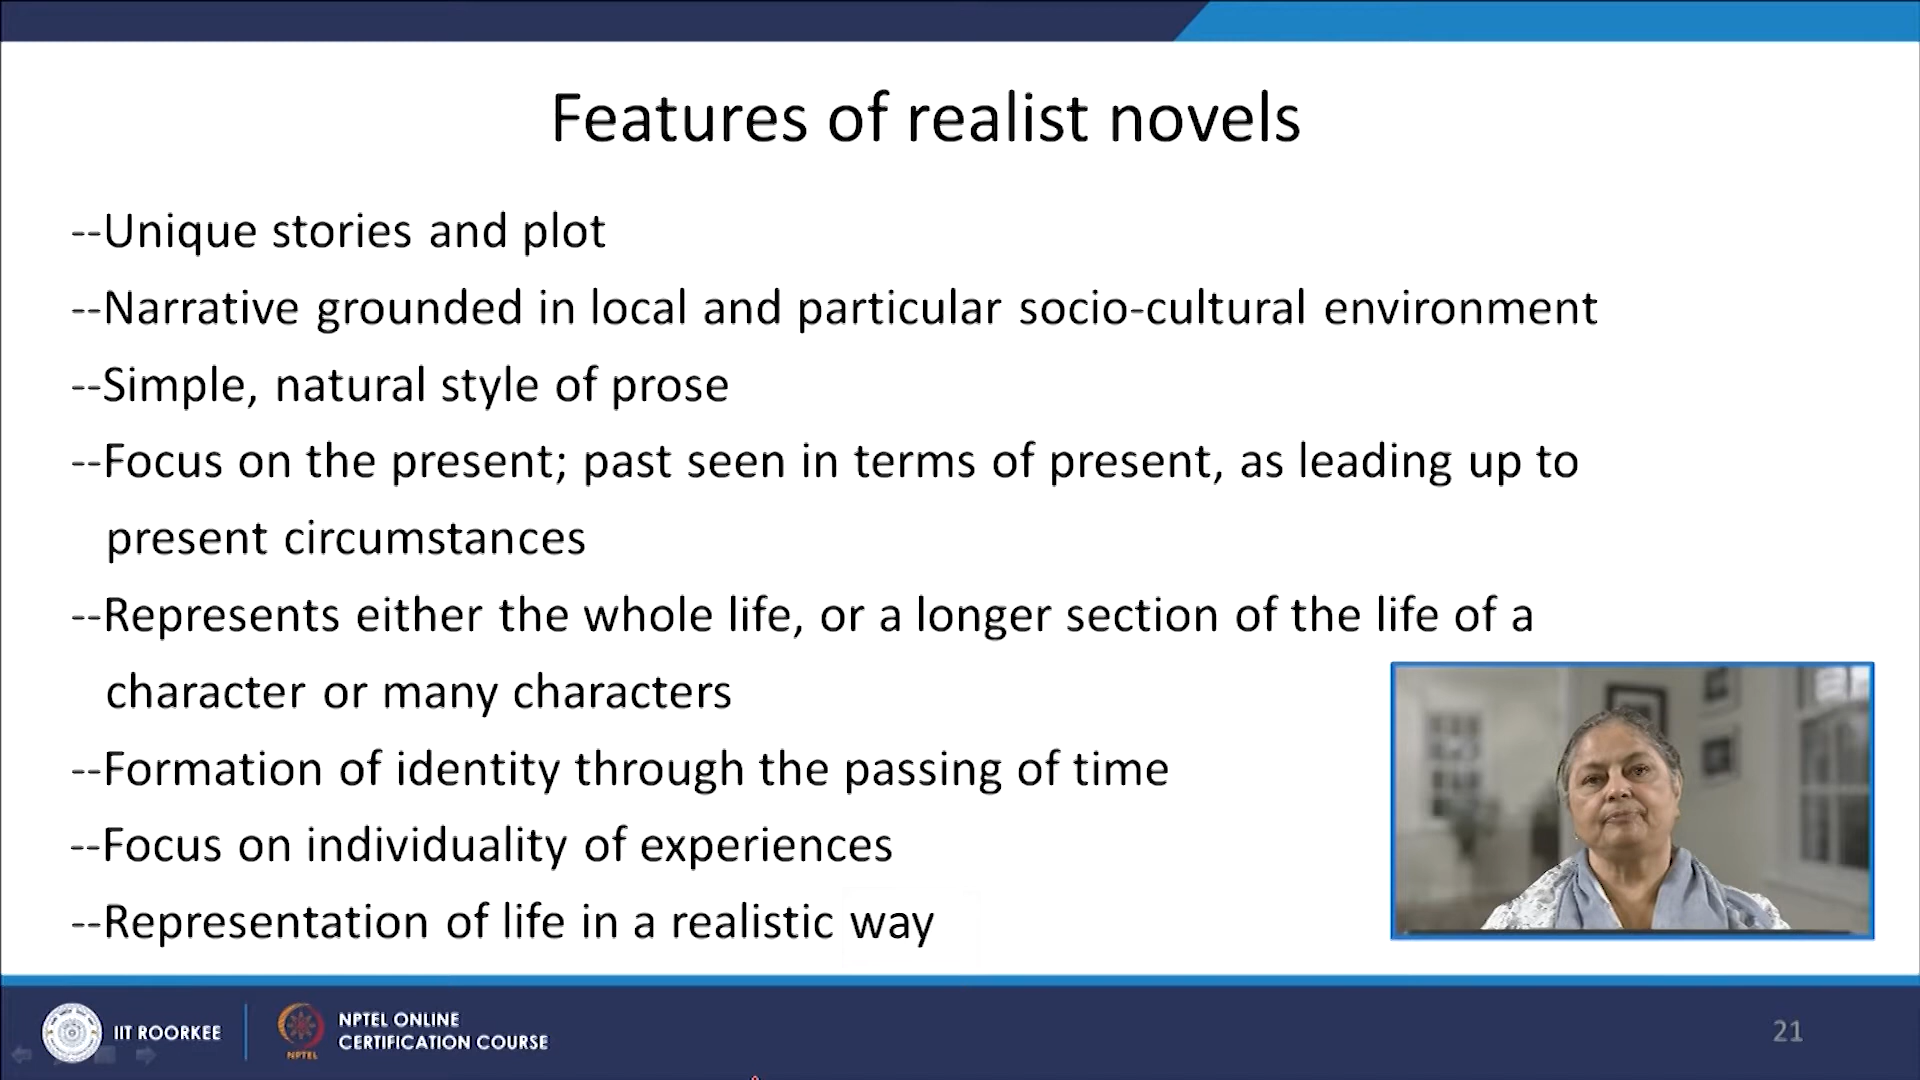 Features of realist novels
--Unique stories and plot
--Narrative grounded in local and particular socio-cultural environment
--Simple, natural style of prose
--Focus on the present; past seen in terms of present, as leading up to
present circumstances
--Represents either the whole life, or a longer section of the life of a
character or many characters
--Formation of identity through the passing of time
--Focus on individuality of experiences
--Representation of life in a realistic way
IIT ROORKEE
NPTEL
NPTEL ONLINE
CERTIFICATION COURSE
21